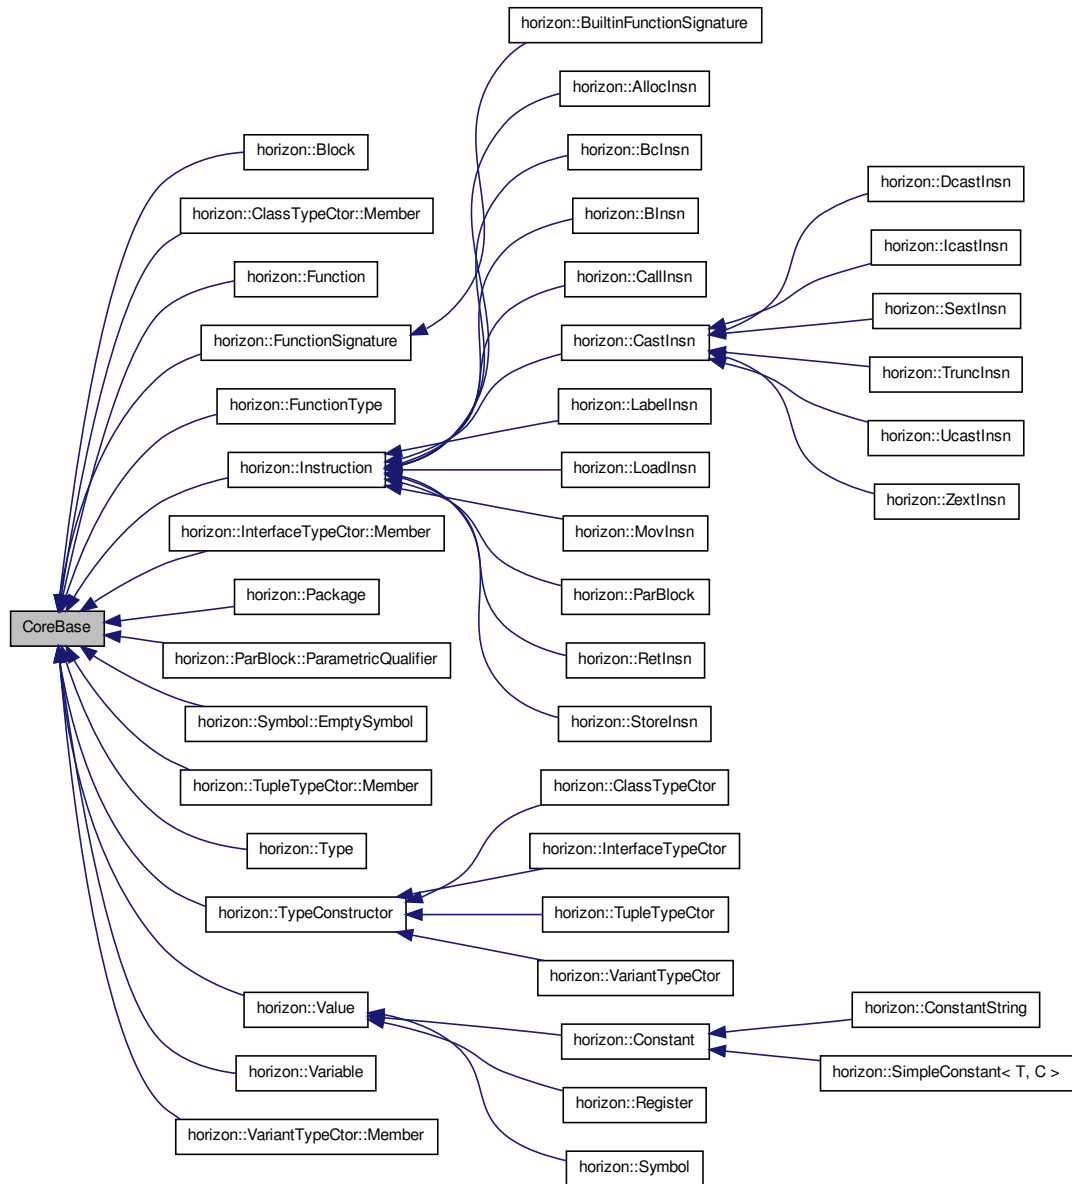 CoreBase
horizon::Block
horizon::ClassTypeCtor::Member
horizon::Function
horizon::FunctionSignature
horizon::FunctionType
horizon::Instruction
horizon::InterfaceTypeCtor::Member
horizon::Package
horizon::ParBlock::ParametricQualifier
horizon::Symbol::EmptySymbol
horizon::TupleTypeCtor::Member
horizon::Type
horizon::TypeConstructor
horizon::Value
horizon::Variable
horizon::VariantTypeCtor::Member
horizon::BuiltinFunctionSignature
horizon::AllocInsn
horizon::BcInsn
horizon::BInsn
horizon::CallInsn
horizon::CastInsn
horizon::LabelInsn
horizon::LoadInsn
horizon::MovInsn
horizon::ParBlock
horizon::RetInsn
horizon::StoreInsn
horizon::ClassTypeCtor
horizon::InterfaceTypeCtor
horizon::TupleTypeCtor
horizon::VariantTypeCtor
horizon::Constant
horizon::Register
horizon::Symbol
horizon::DcastInsn
horizon::IcastInsn
horizon::SextInsn
horizon::TruncInsn
horizon::UcastInsn
horizon::ZextInsn
horizon::ConstantString
horizon::SimpleConstant< T, C >